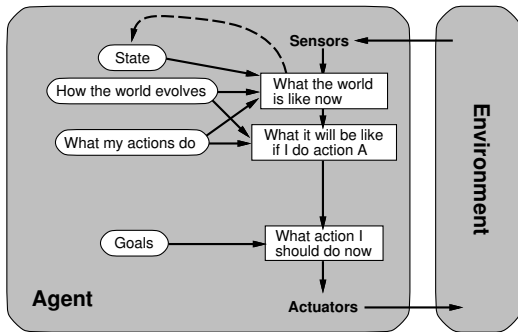 Sensors
State
How the world evolves
What the world
is like now
What my actions do
What it will be like
if I do action A
Goals
What action I
should do now
Agent
Actuators
Environment